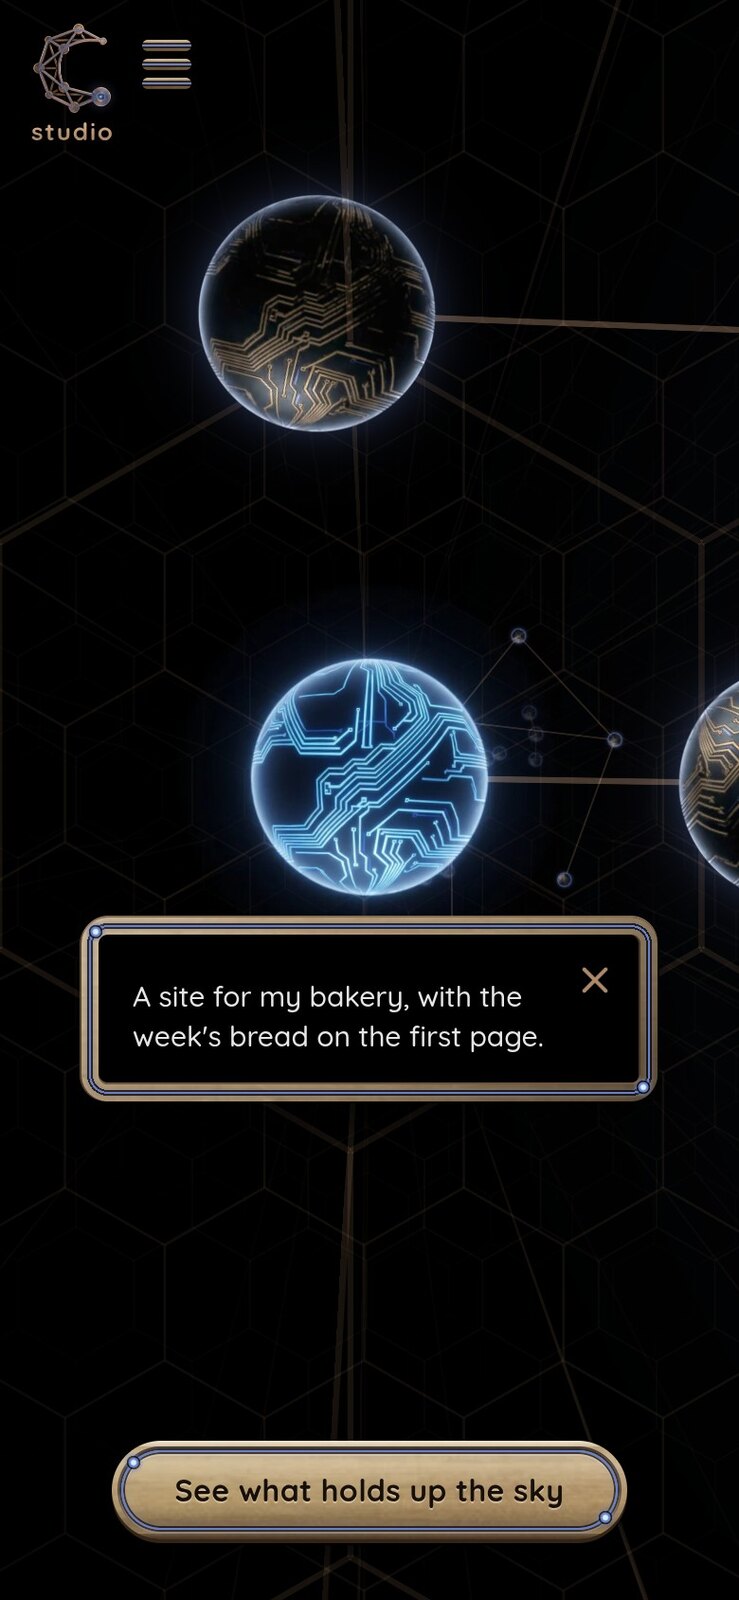 studio
A site for my bakery, with the
week's bread on the first page.
See what holds up the sky